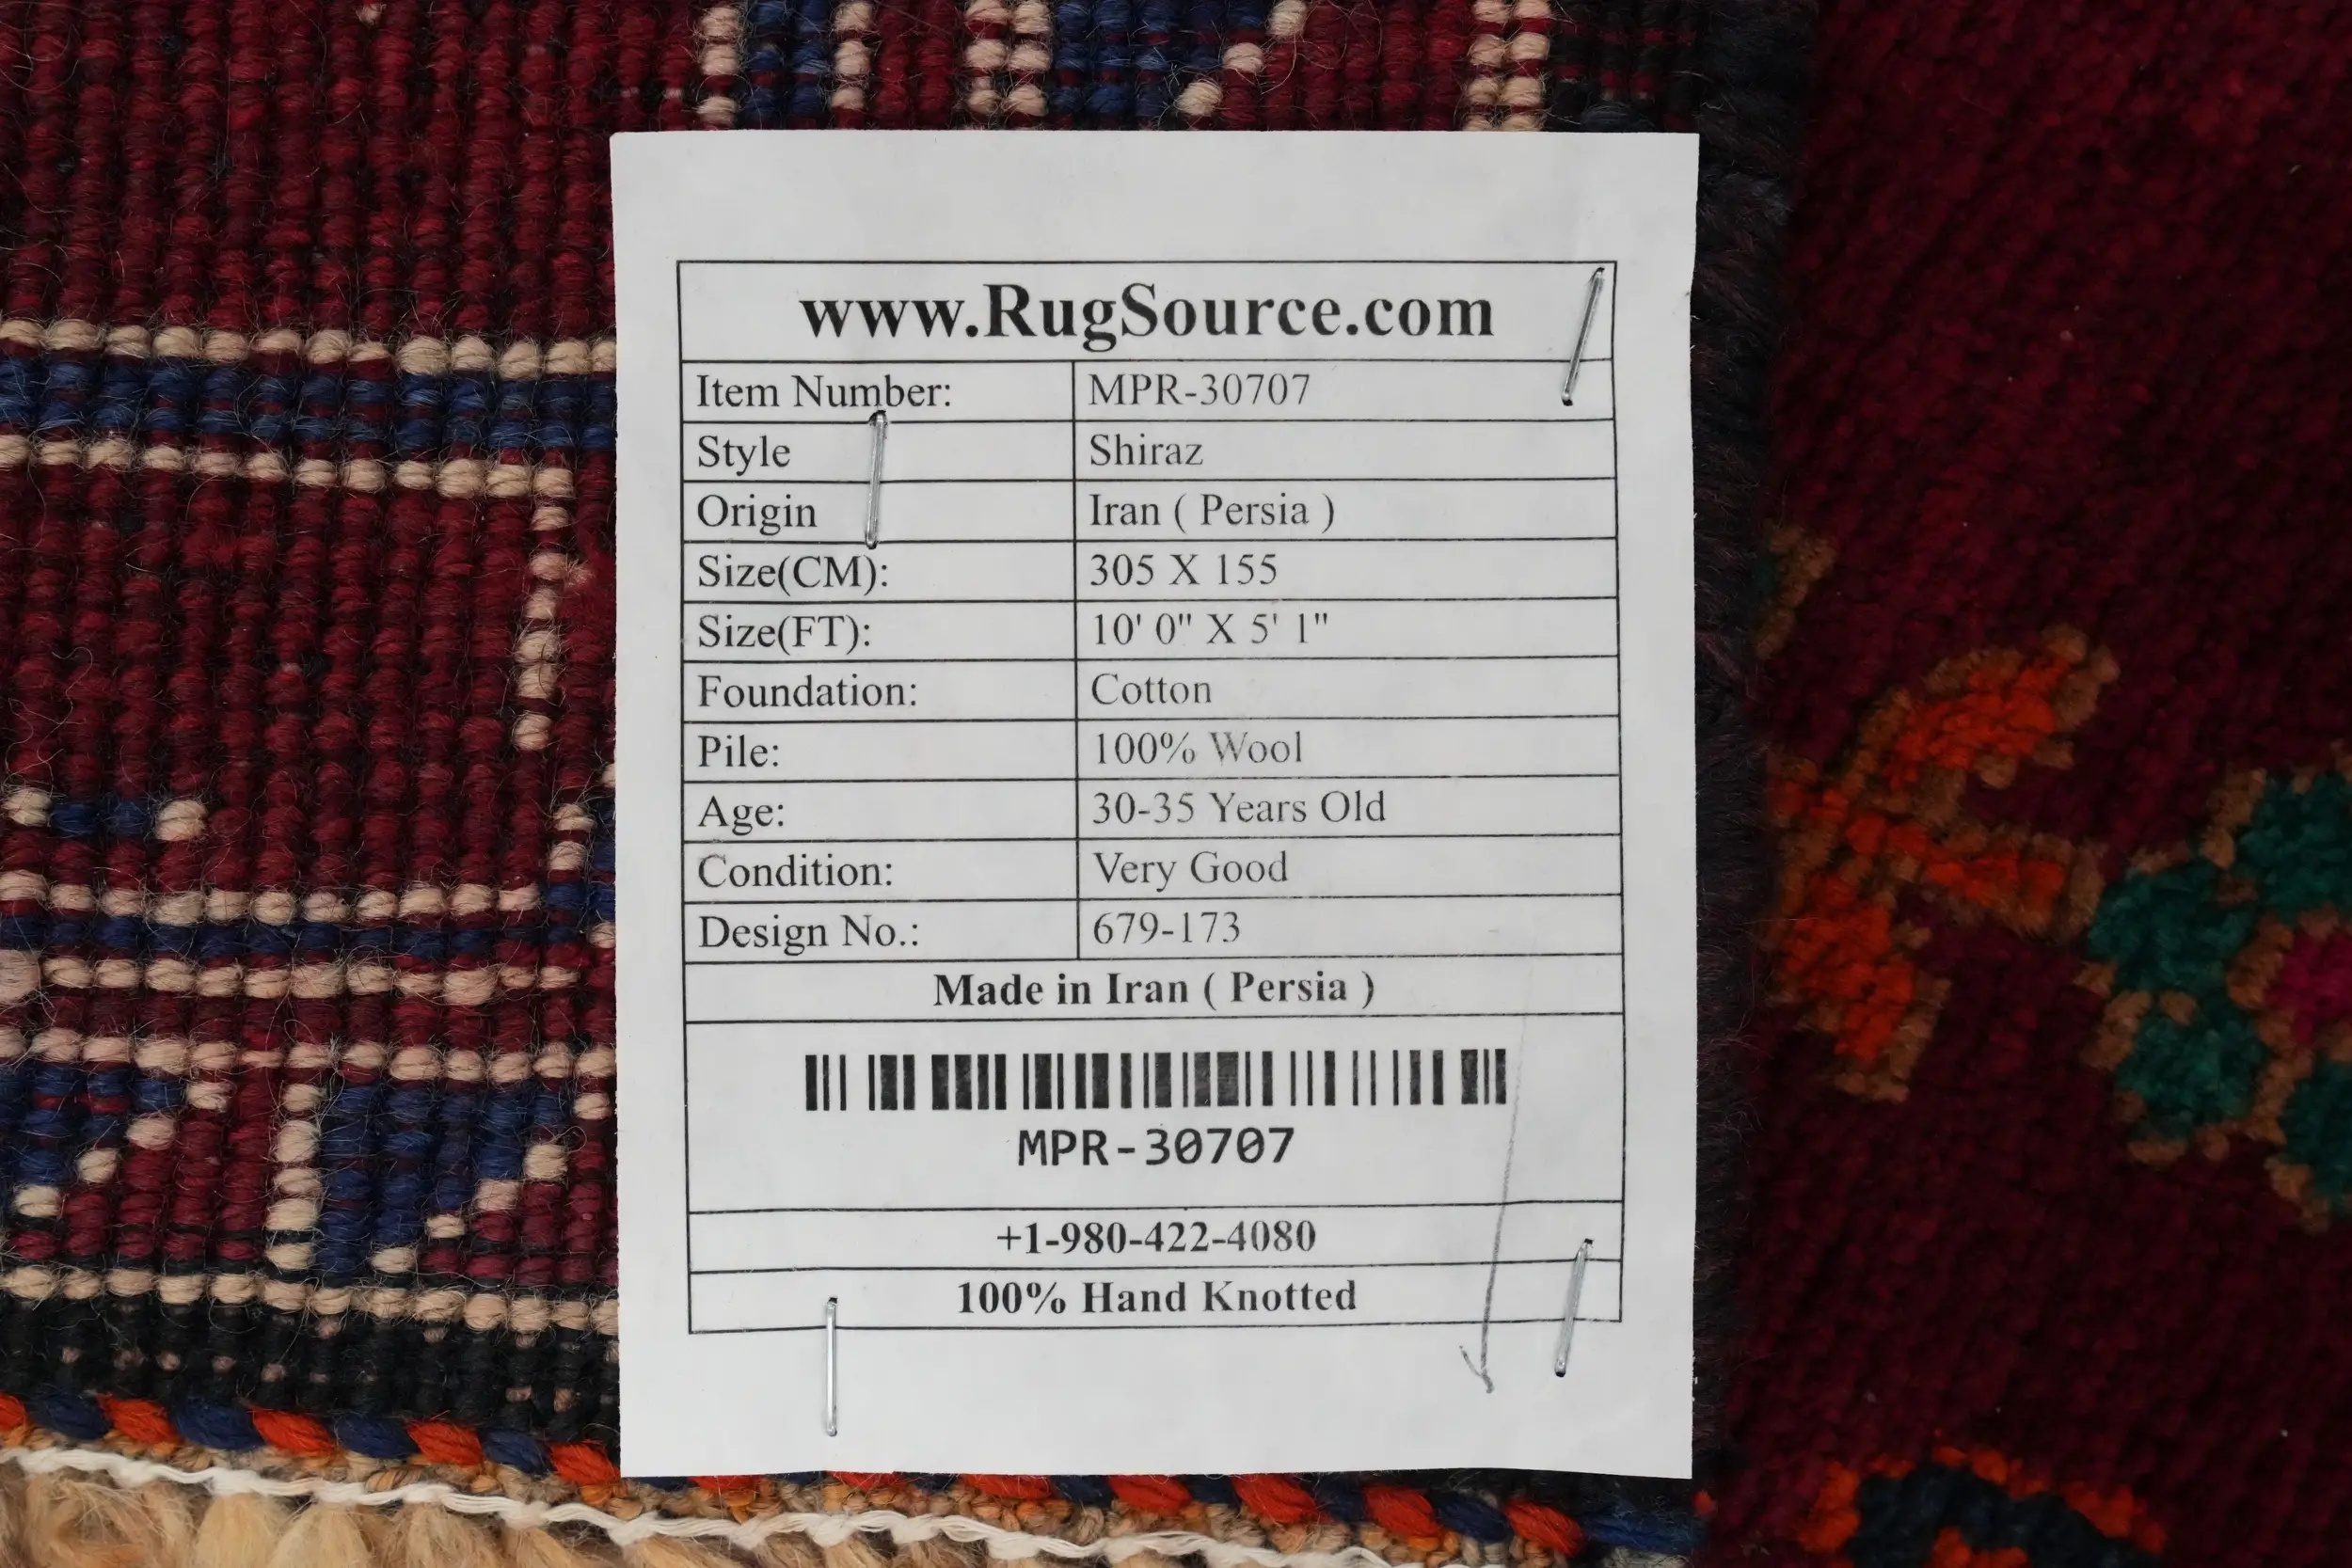 www.RugSource.com
Item Number: MPR-30707
Style Shiraz
Origin Iran ( Persia )
Size(CM): 305 X 155
Size(FT): 10' 0" X 5' 1"
Foundation: Cotton
Pile: 100% Wool
Age: 30-35 Years Old
Condition: Very Good
Design No.: 679-173
Made in Iran ( Persia )
MPR-30707
+1-980-422-4080
100% Hand Knotted